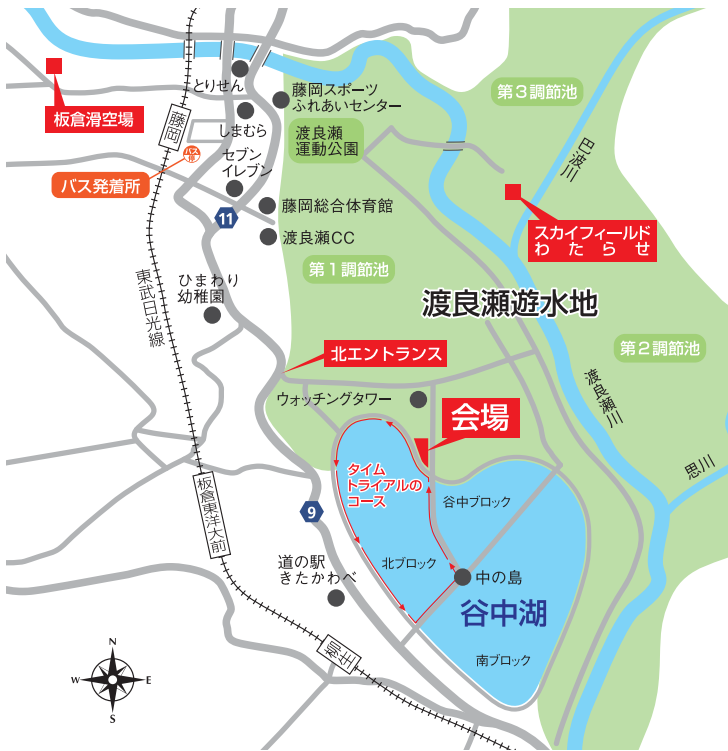 とりせん
藤岡スポーツ
ふれあいセンター
第3調節池
板倉滑空場
藤岡
しまむら
渡良瀬
運動公園
巴波川
バス停
セブン
イレブン
バス発着所
藤岡総合体育館
11
渡良瀬CC
スカイフィールド
わたらせ
第1調節池
東武日光線
ひまわり
幼稚園
渡良瀬遊水地
第2調節池
北エントランス
渡良瀬川
ウォッチングタワー
会場
思川
タイム
トライアルの
コース
板倉東洋大前
谷中ブロック
9
道の駅
きたかわべ
北ブロック
中の島
谷中湖
柳生
南ブロック
N
W
E
S